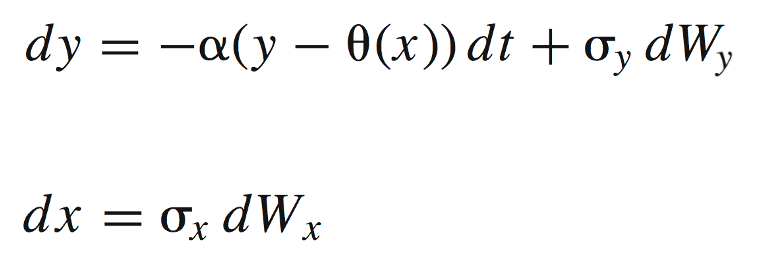 dy = −α(y − θ(x)) dt + σ_y dW_y
dx = σ_x dW_x